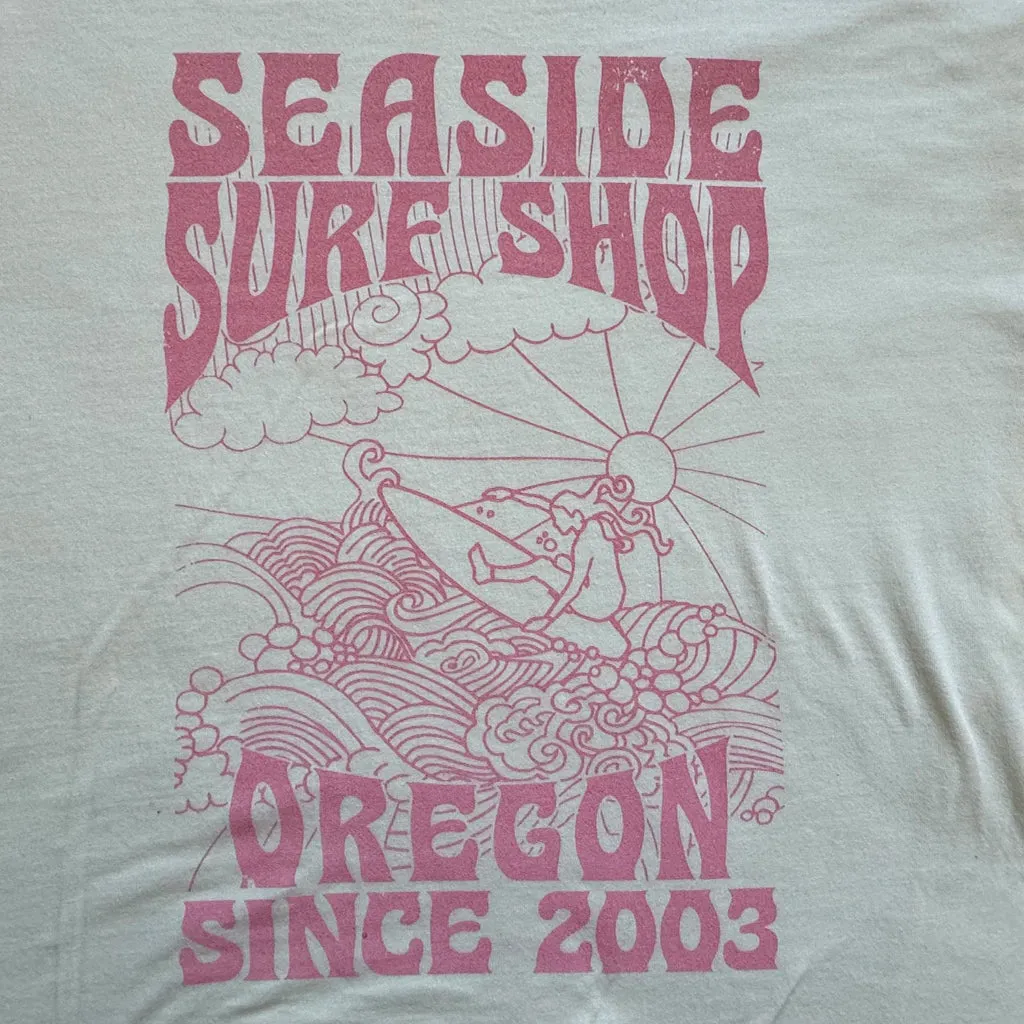 SEASIDE
SURF SHOP
OREGON
SINCE 2003